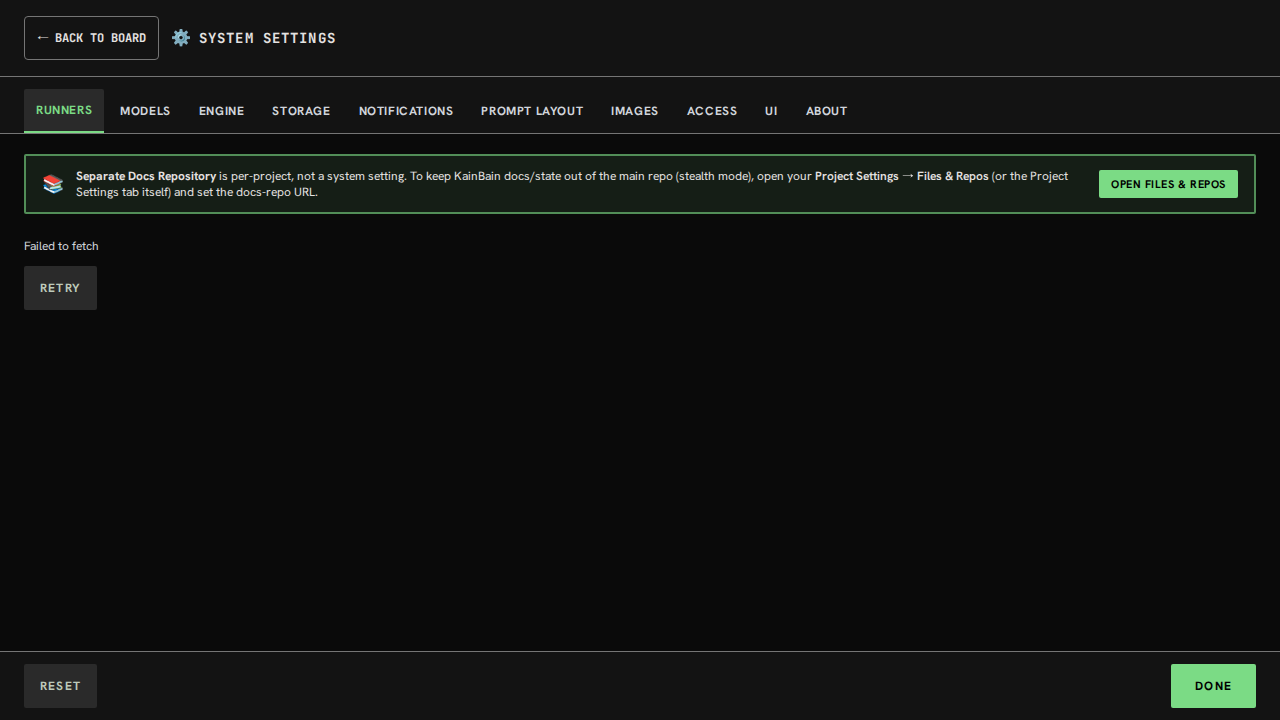 ← BACK TO BOARD
⚙️ SYSTEM SETTINGS
RUNNERS
MODELS
ENGINE
STORAGE
NOTIFICATIONS
PROMPT LAYOUT
IMAGES
ACCESS
UI
ABOUT
📚
Separate Docs Repository is per-project, not a system setting. To keep KainBain docs/state out of the main repo (stealth mode), open your Project Settings → Files & Repos (or the Project
Settings tab itself) and set the docs-repo URL.
OPEN FILES & REPOS
Failed to fetch
RETRY
RESET
DONE